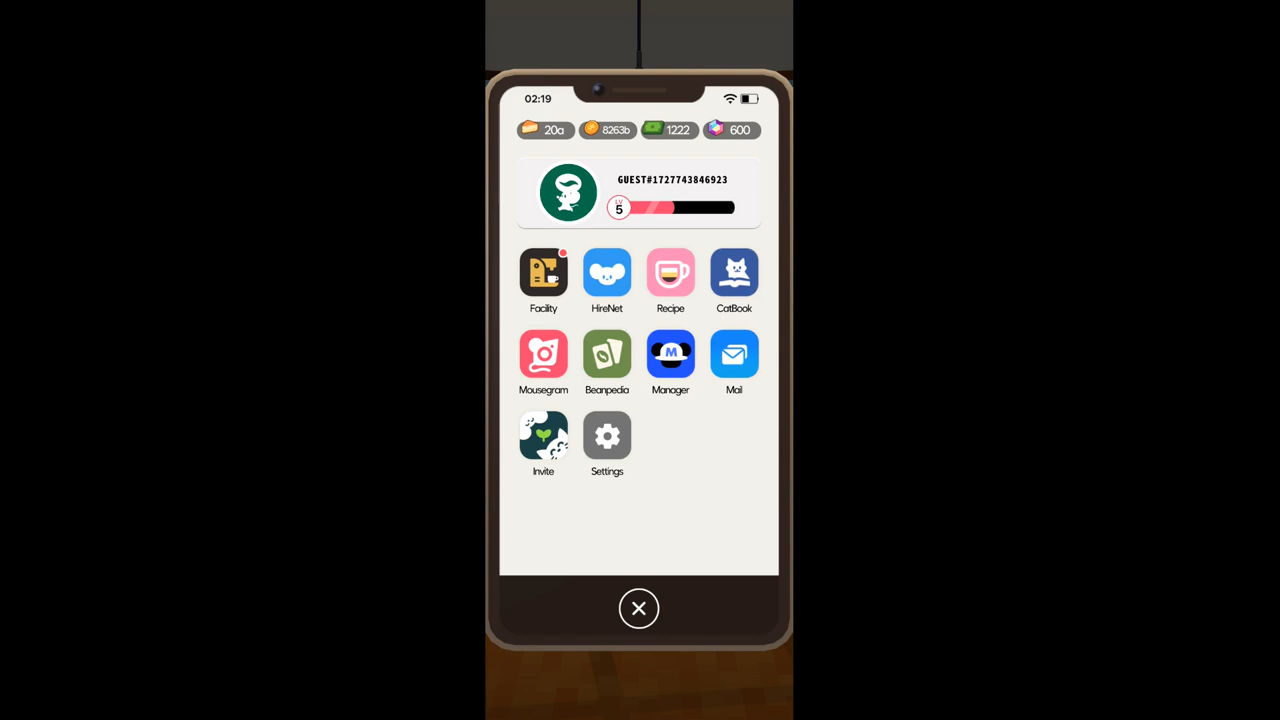 02:19
20a 8263b 1222 600
GUEST#1727743846923
LV
5
Facility HireNet Recipe CatBook
M
Mousegram Beanpedia Manager Mail
Invite Settings